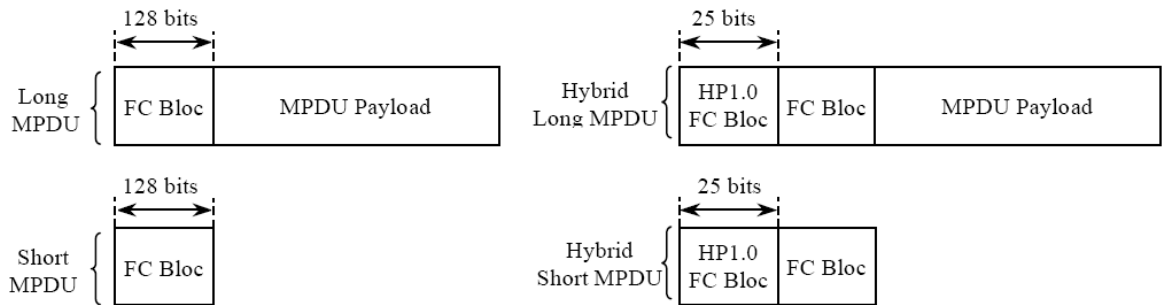 128 bits
Long
MPDU
FC Bloc
MPDU Payload
25 bits
Hybrid
Long MPDU
HP1.0
FC Bloc
FC Bloc
MPDU Payload
128 bits
Short
MPDU
FC Bloc
25 bits
Hybrid
Short MPDU
HP1.0
FC Bloc
FC Bloc